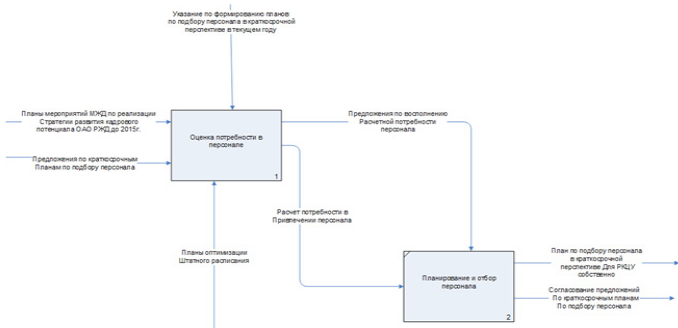 Указание по формированию планов
по подбору персонала в краткосрочной
перспективе в текущем году
Планы мероприятий МЖД по реализации
Стратегии развития кадрового
потенциала ОАО РЖД до 2015г.
Предложения по краткосрочным
Планам по подбору персонала
Оценка потребности в
персонале
1
Предложения по восполнению
Расчетной потребности
персонала
Расчет потребности в
Привлечении персонала
Планы оптимизации
Штатного расписания
Планирование и отбор
персонала
2
План по подбору персонала
в краткосрочной
перспективе Для РКЦУ
собственно
Согласование предложений
По краткосрочным планам
По подбору персонала